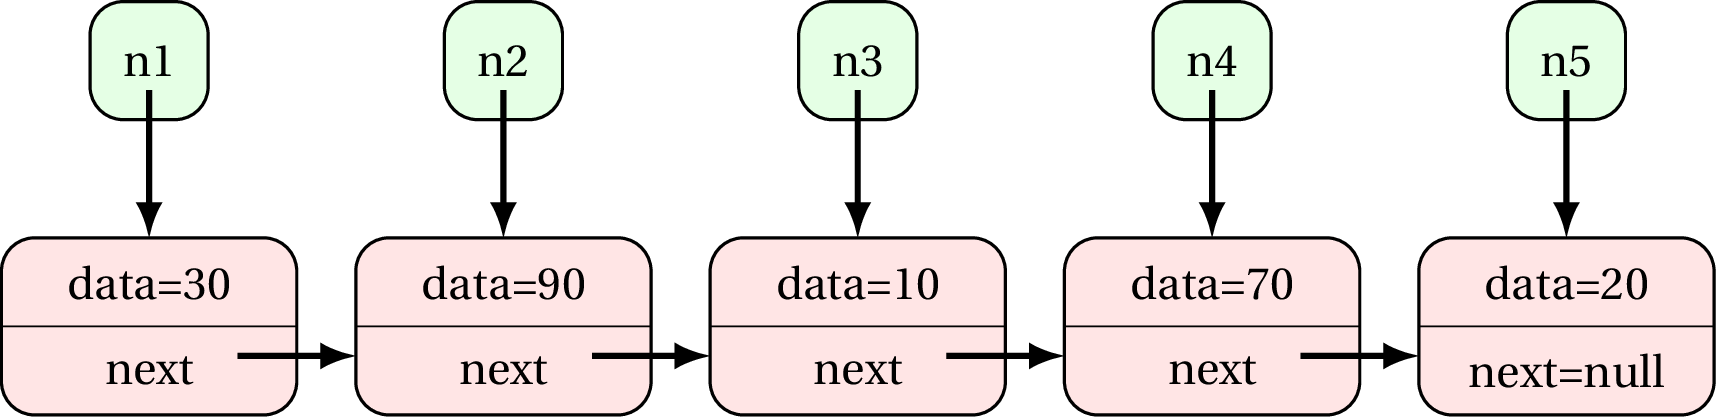 n1 n2 n3 n4 n5
data=30 data=90 data=10 data=70 data=20
next next next next next=null